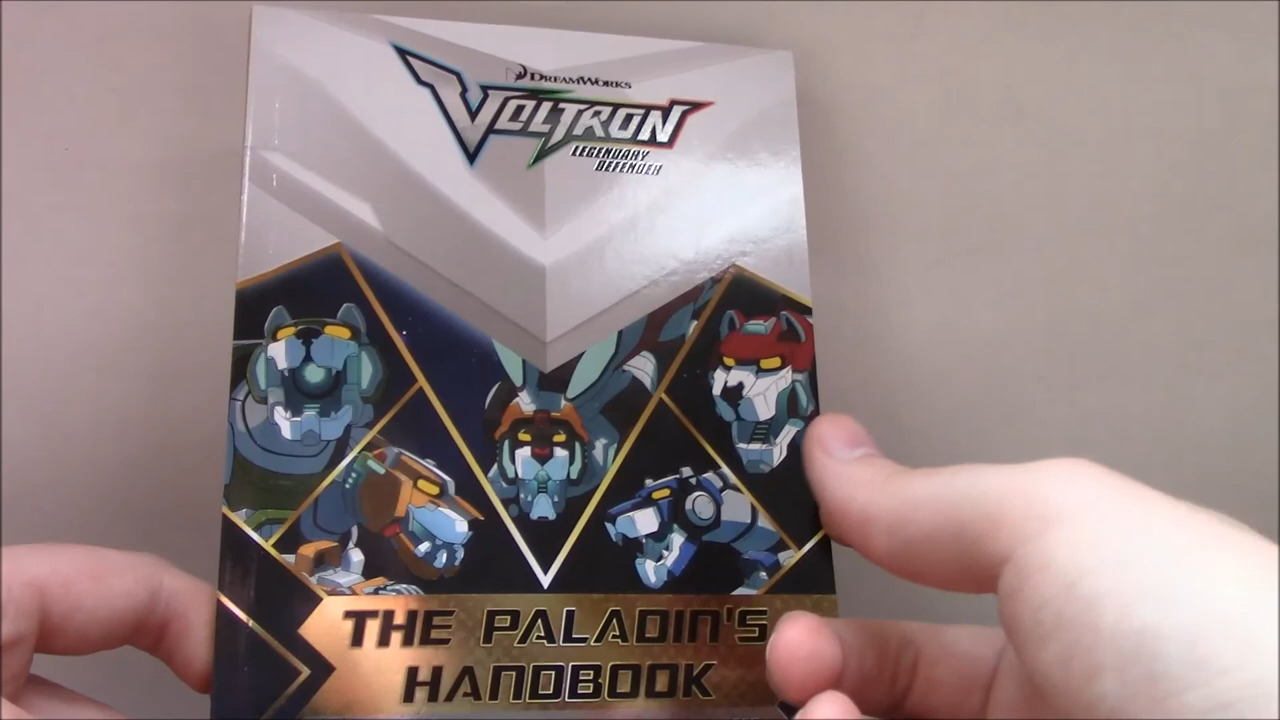 DREAMWORKS
VOLTRON
LEGENDARY
DEFENDER
THE PALADIN'S
HANDBOOK